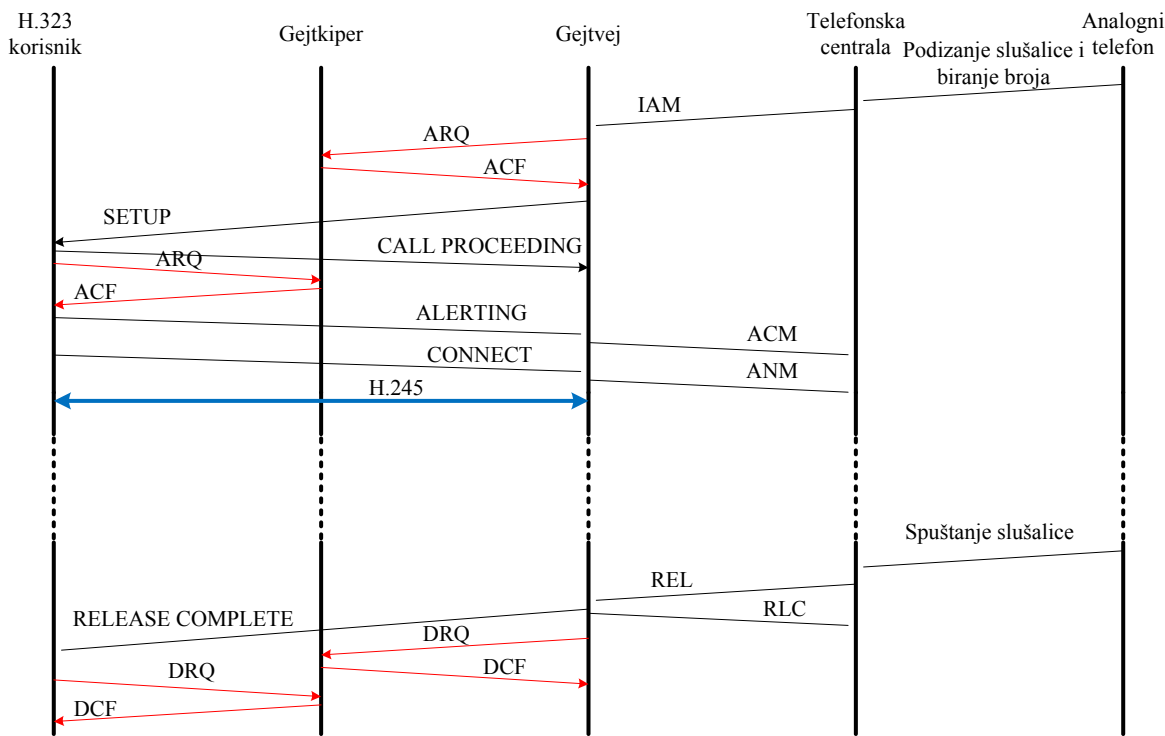 H.323
korisnik
Gejtkiper
Gejtvej
Telefonska
centrala
Analogni
telefon
Podizanje slušalice i
biranje broja
IAM
ARQ
ACF
SETUP
CALL PROCEEDING
ARQ
ACF
ALERTING
ACM
CONNECT
ANM
H.245
Spuštanje slušalice
REL
RLC
RELEASE COMPLETE
DRQ
DCF
DRQ
DCF